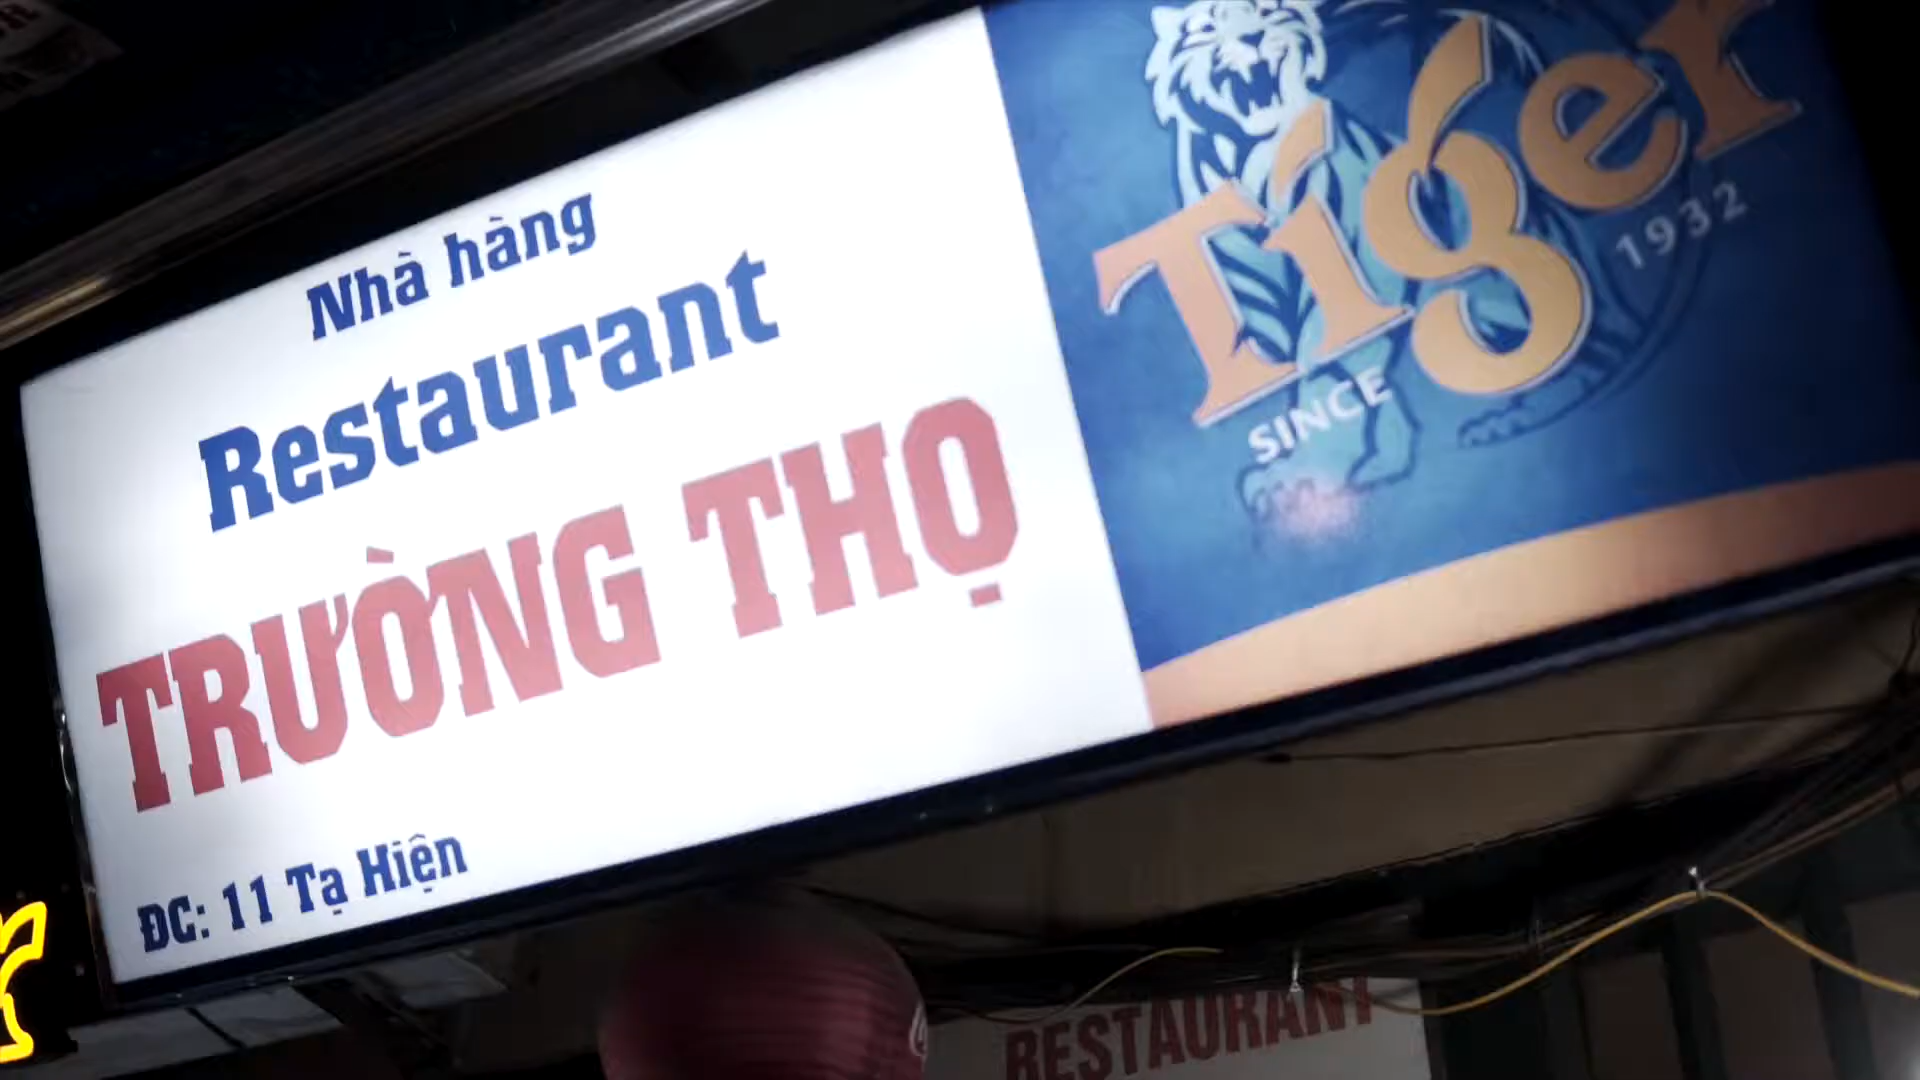 Nhà hàng
Restaurant
TRƯỜNG THỌ
ĐC: 11 Tạ Hiện
Tiger
SINCE 1932
RESTAURANT